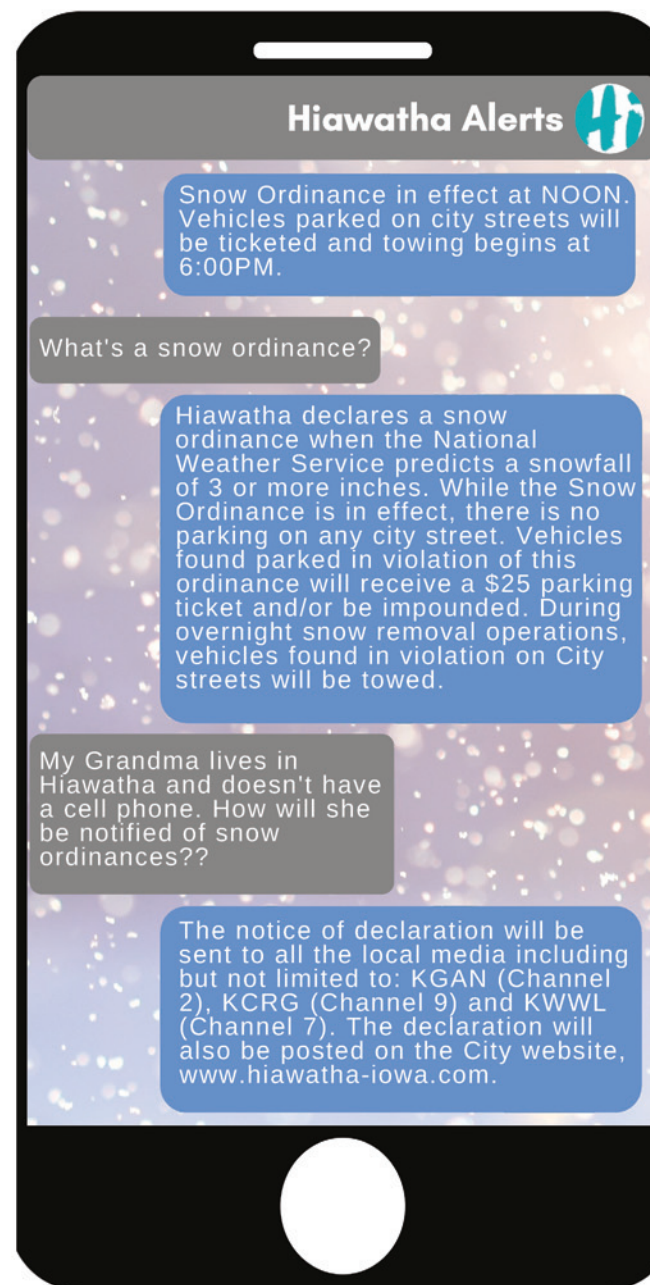 Hiawatha Alerts Hi
Snow Ordinance in effect at NOON.
Vehicles parked on city streets will
be ticketed and towing begins at
6:00PM.
What's a snow ordinance?
Hiawatha declares a snow
ordinance when the National
Weather Service predicts a snowfall
of 3 or more inches. While the Snow
Ordinance is in effect, there is no
parking on any city street. Vehicles
found parked in violation of this
ordinance will receive a $25 parking
ticket and/or be impounded. During
overnight snow removal operations,
vehicles found in violation on City
streets will be towed.
My Grandma lives in
Hiawatha and doesn't have
a cell phone. How will she
be notified of snow
ordinances??
The notice of declaration will be
sent to all the local media including
but not limited to: KGAN (Channel
2), KCRG (Channel 9) and KWWL
(Channel 7). The declaration will
also be posted on the City website,
www.hiawatha-iowa.com.